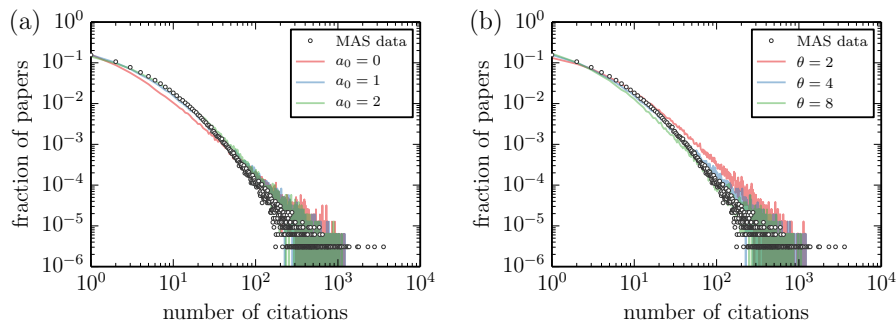 (a)
fraction of papers
10^0
10^{-1}
10^{-2}
10^{-3}
10^{-4}
10^{-5}
10^{-6}
MAS data
a_0 = 0
a_0 = 1
a_0 = 2
10^0 10^1 10^2 10^3 10^4
number of citations
(b)
fraction of papers
10^0
10^{-1}
10^{-2}
10^{-3}
10^{-4}
10^{-5}
10^{-6}
MAS data
θ = 2
θ = 4
θ = 8
10^0 10^1 10^2 10^3 10^4
number of citations